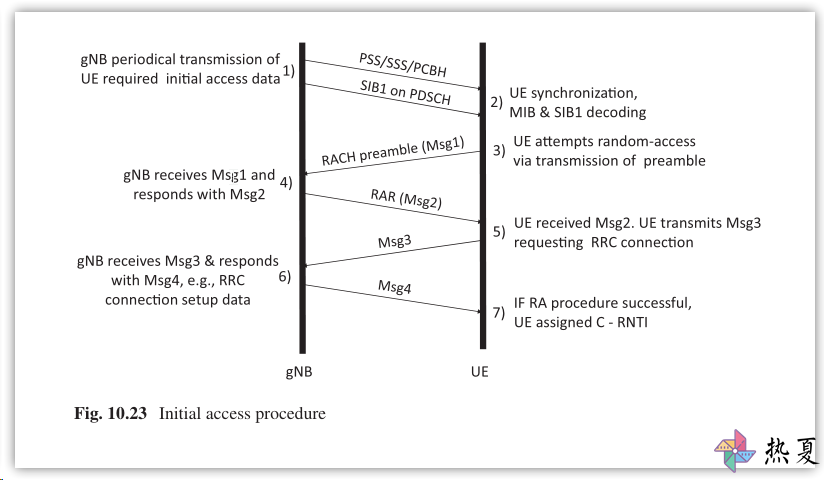 gNB periodical transmission of
UE required initial access data
1)
PSS/SSS/PCBH
SIB1 on PDSCH
2)
UE synchronization,
MIB & SIB1 decoding
3)
UE attempts random-access
via transmission of preamble
RACH preamble (Msg1)
gNB receives Msg1 and
responds with Msg2
4)
RAR (Msg2)
5)
UE received Msg2. UE transmits Msg3
requesting RRC connection
Msg3
gNB receives Msg3 & responds
with Msg4, e.g., RRC
connection setup data
6)
Msg4
7)
IF RA procedure successful,
UE assigned C - RNTI
gNB
UE
Fig. 10.23 Initial access procedure
热夏